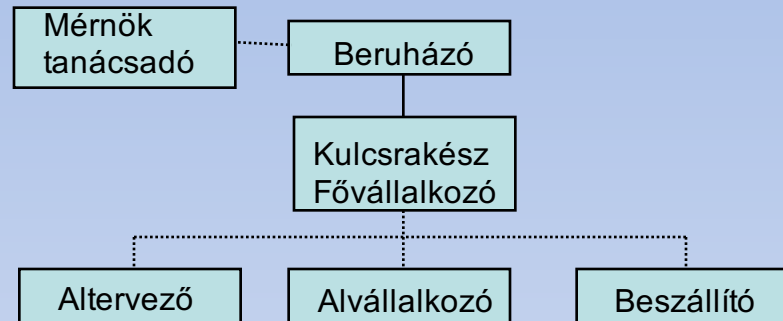 Mérnök
tanácsadó
Beruházó
Kulcsrakész
Fővállalkozó
Altervező
Alvállalkozó
Beszállító